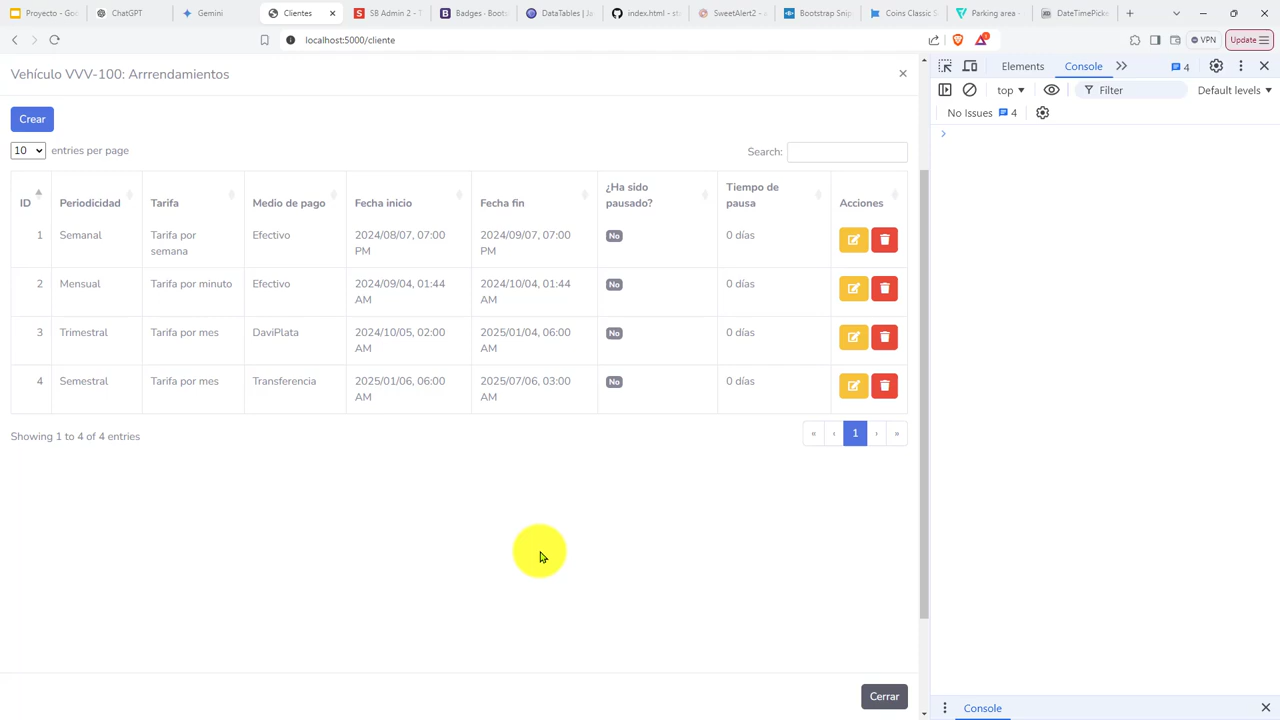 Proyecto - Goo
ChatGPT
Gemini
Clientes
SB Admin 2 - T
Badges - Boots
DataTables | Ja
index.html - sta
SweetAlert2 - a
Bootstrap Snip
Coins Classic S
Parking area -
DateTimePicke
localhost:5000/cliente
VPN
Update
Vehículo VVV-100: Arrrendamientos
Elements
Console
4
Crear
top
Filter
Default levels
No Issues
4
10
entries per page
Search:
ID
Periodicidad
Tarifa
Medio de pago
Fecha inicio
Fecha fin
¿Ha sido
pausado?
Tiempo de
pausa
Acciones
1
Semanal
Tarifa por
semana
Efectivo
2024/08/07, 07:00
PM
2024/09/07, 07:00
PM
No
0 días
2
Mensual
Tarifa por minuto
Efectivo
2024/09/04, 01:44
AM
2024/10/04, 01:44
AM
No
0 días
3
Trimestral
Tarifa por mes
DaviPlata
2024/10/05, 02:00
AM
2025/01/04, 06:00
AM
No
0 días
4
Semestral
Tarifa por mes
Transferencia
2025/01/06, 06:00
AM
2025/07/06, 03:00
AM
No
0 días
Showing 1 to 4 of 4 entries
« ‹ 1 › »
Cerrar
Console